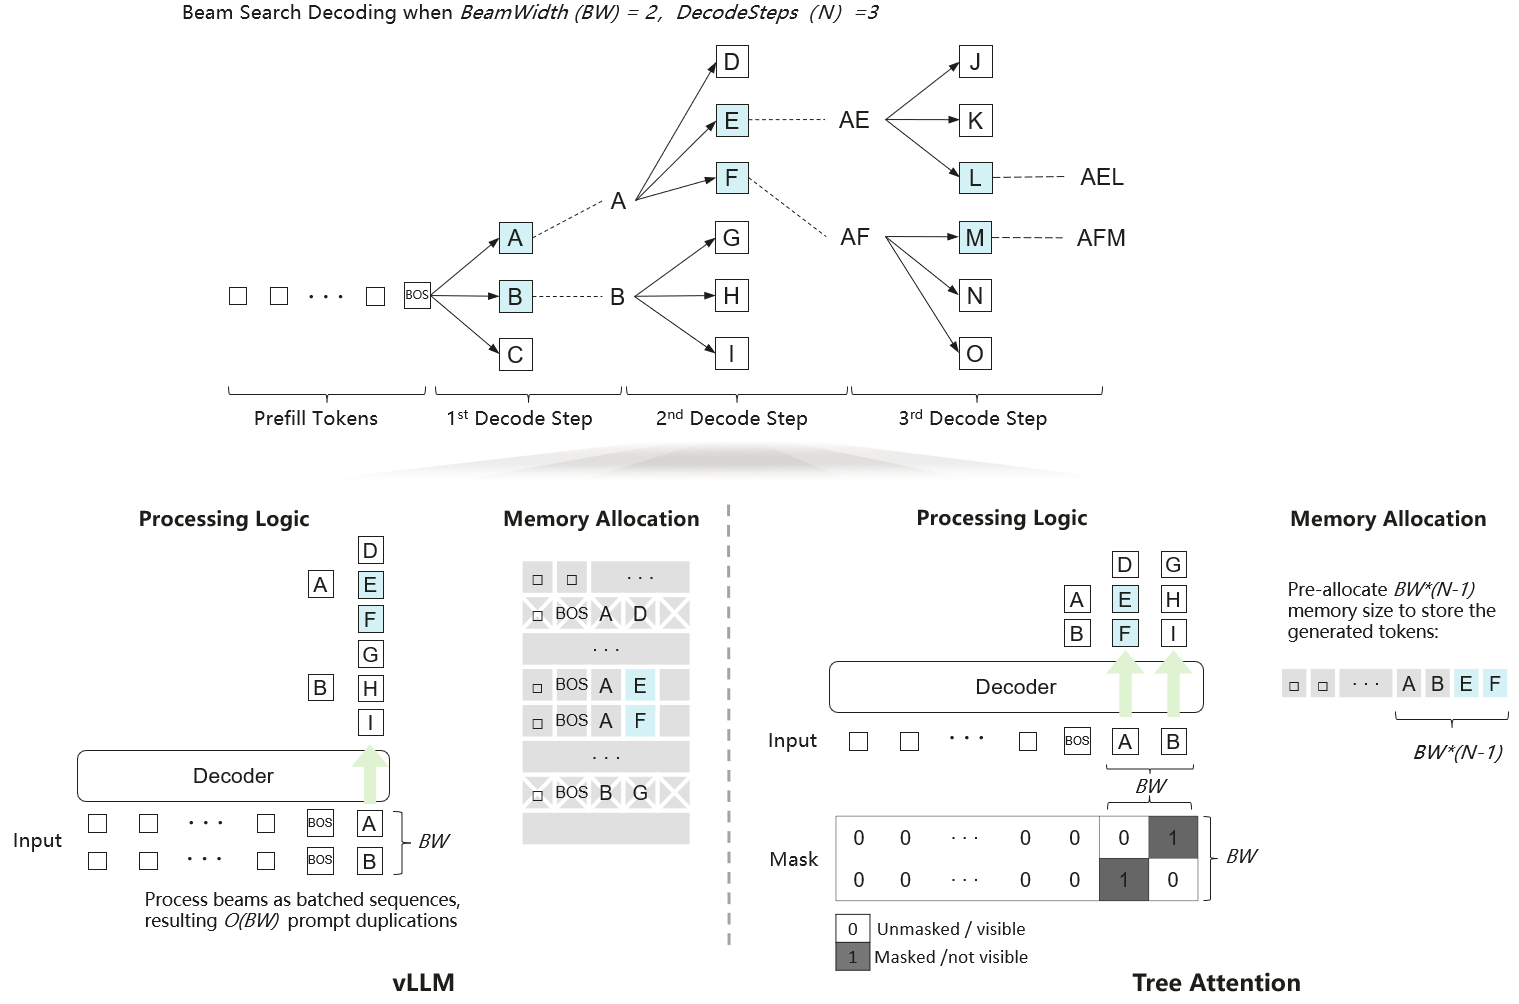 Beam Search Decoding when BeamWidth (BW) = 2, DecodeSteps (N) =3
D
J
E
AE
K
F
L
AEL
A
A
G
AF
M
AFM
BOS
B
B
H
N
C
I
O
Prefill Tokens
1st Decode Step
2nd Decode Step
3rd Decode Step
Processing Logic
D
A
E
F
G
B
H
I
Decoder
Input
BOS
A
BOS
B
BW
Process beams as batched sequences,
resulting O(BW) prompt duplications
Memory Allocation
. . .
BOS A D
. . .
BOS A E
BOS A F
. . .
BOS B G
vLLM
Processing Logic
D G
A E H
B F I
Decoder
Input
. . .
BOS A B
BW
Mask
0 0 . . . 0 0 0 1
0 0 . . . 0 0 1 0
BW
0 Unmasked / visible
1 Masked /not visible
Memory Allocation
Pre-allocate BW*(N-1)
memory size to store the
generated tokens:
. . . A B E F
BW*(N-1)
Tree Attention